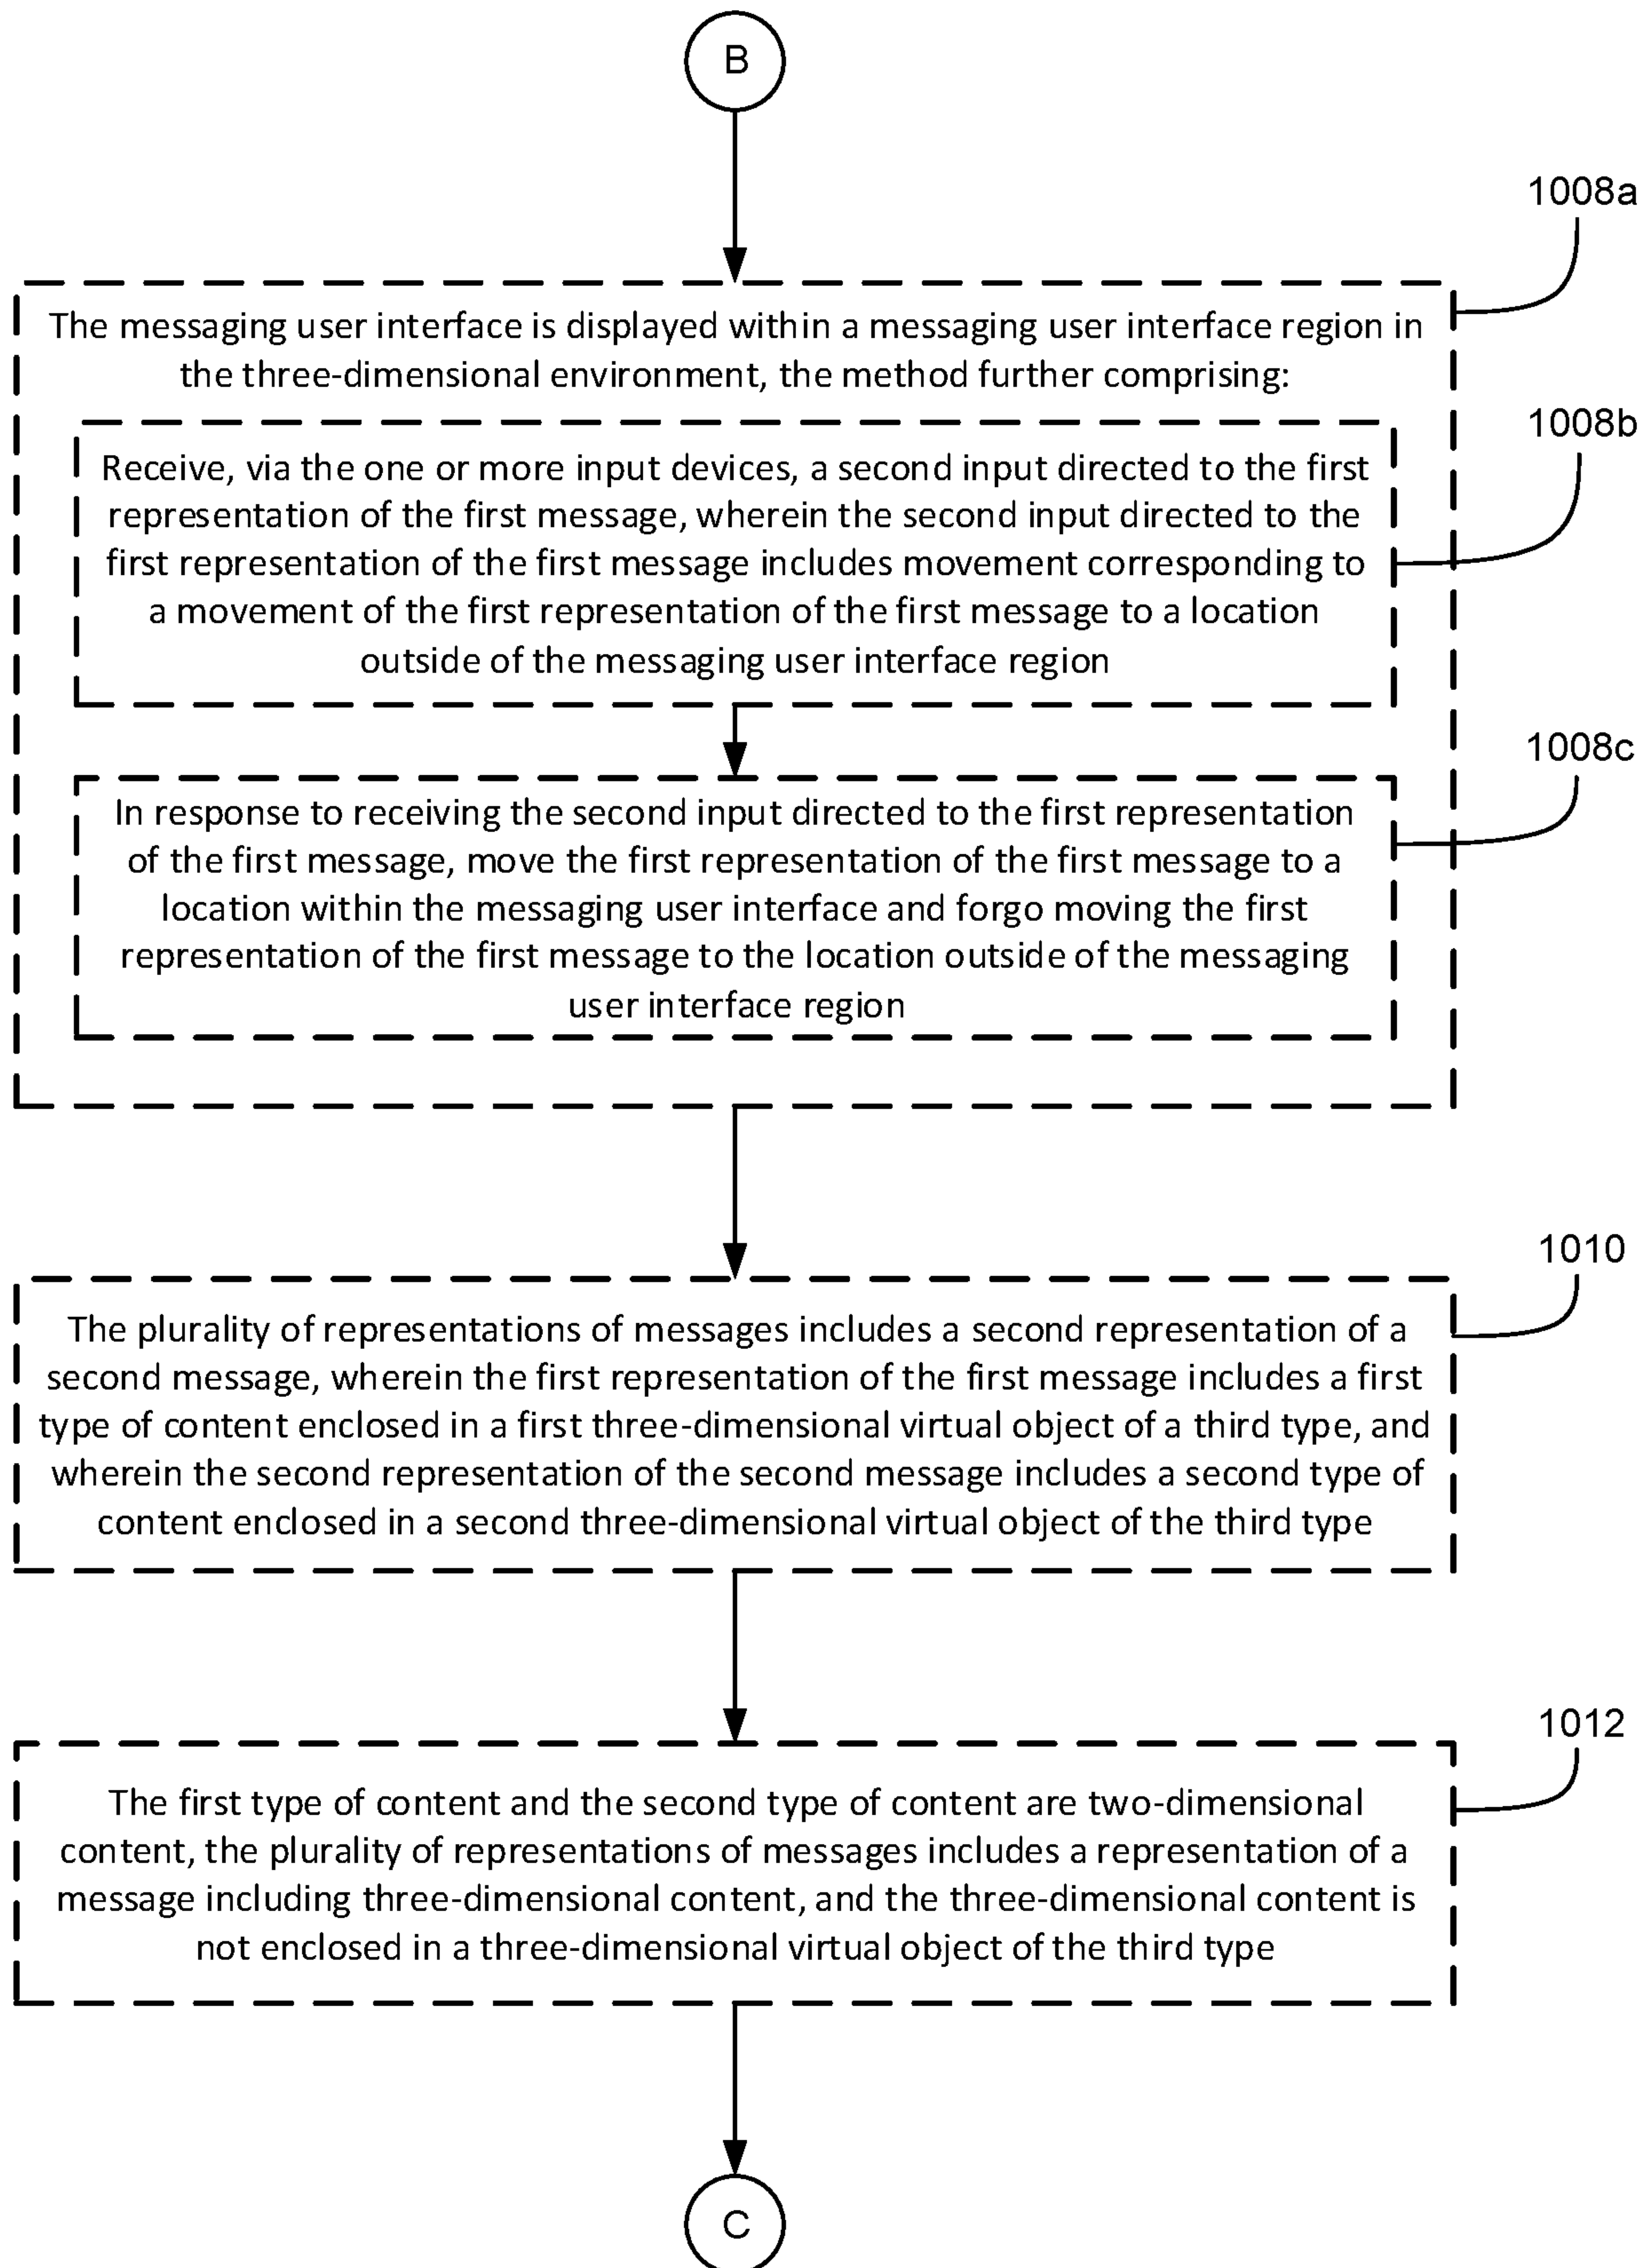 B
1008a
The messaging user interface is displayed within a messaging user interface region in
the three-dimensional environment, the method further comprising:
1008b
Receive, via the one or more input devices, a second input directed to the first
representation of the first message, wherein the second input directed to the
first representation of the first message includes movement corresponding to
a movement of the first representation of the first message to a location
outside of the messaging user interface region
1008c
In response to receiving the second input directed to the first representation
of the first message, move the first representation of the first message to a
location within the messaging user interface and forgo moving the first
representation of the first message to the location outside of the messaging
user interface region
1010
The plurality of representations of messages includes a second representation of a
second message, wherein the first representation of the first message includes a first
type of content enclosed in a first three-dimensional virtual object of a third type, and
wherein the second representation of the second message includes a second type of
content enclosed in a second three-dimensional virtual object of the third type
1012
The first type of content and the second type of content are two-dimensional
content, the plurality of representations of messages includes a representation of a
message including three-dimensional content, and the three-dimensional content is
not enclosed in a three-dimensional virtual object of the third type
C